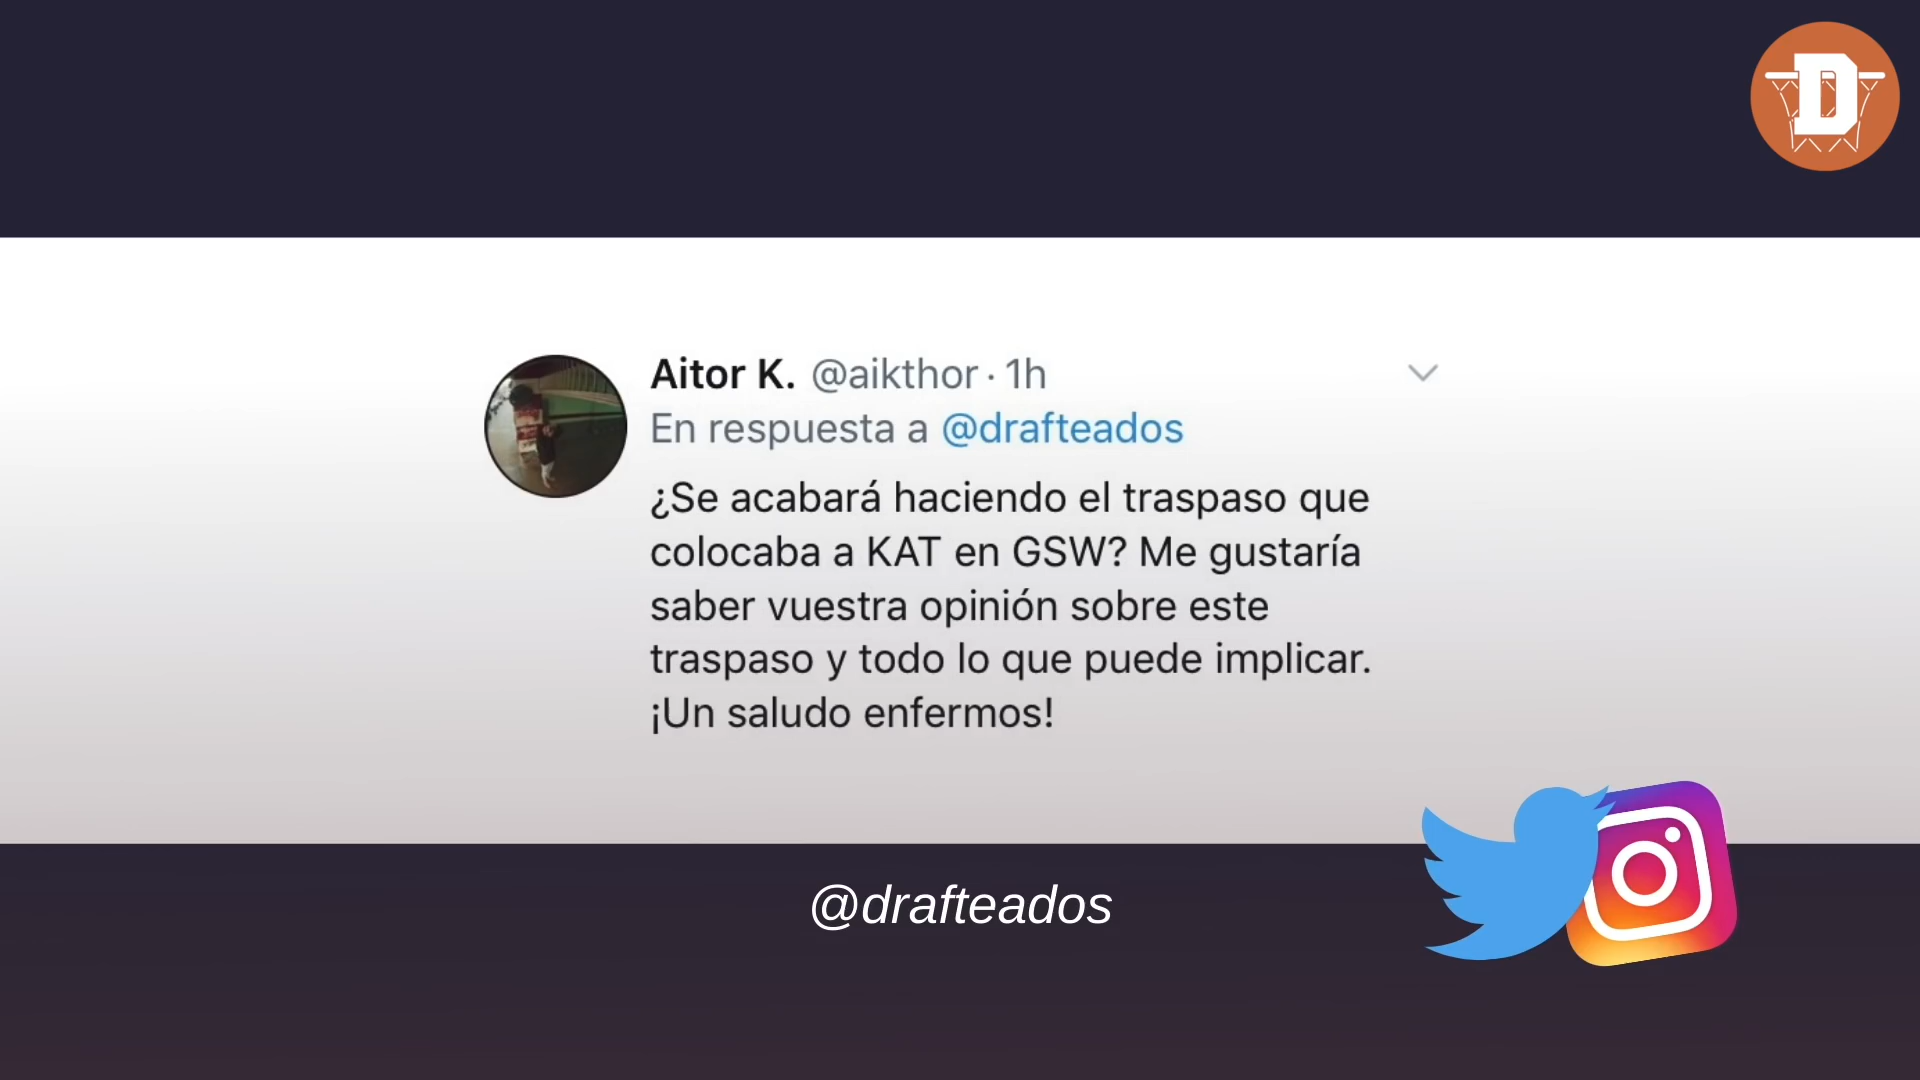 D
Aitor K. @aikthor · 1h
En respuesta a @drafteados
¿Se acabará haciendo el traspaso que
colocaba a KAT en GSW? Me gustaría
saber vuestra opinión sobre este
traspaso y todo lo que puede implicar.
¡Un saludo enfermos!
@drafteados